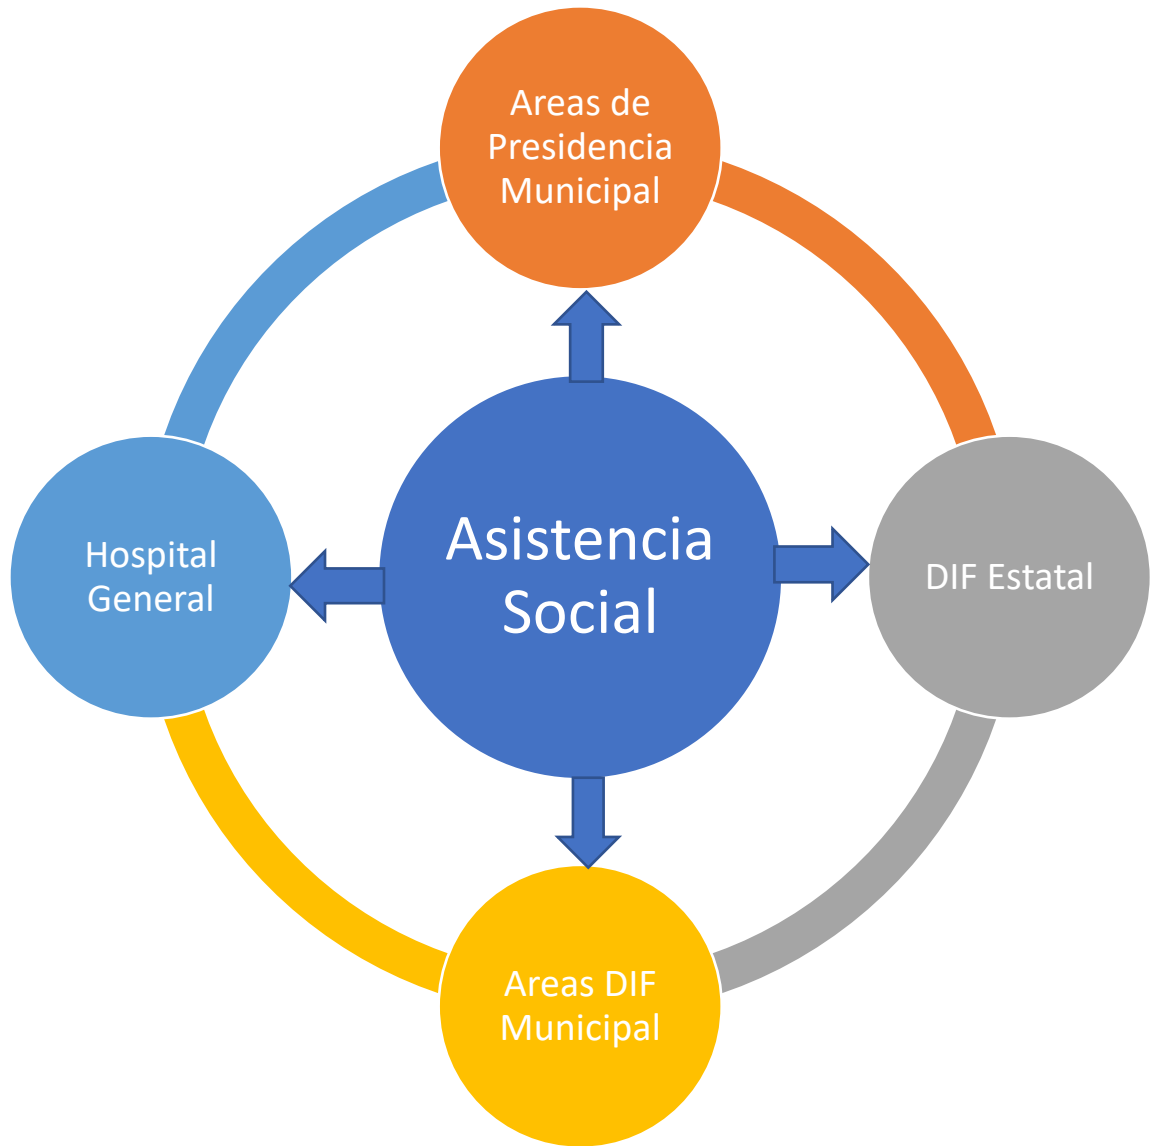 Areas de
Presidencia
Municipal
Hospital
General
Asistencia
Social
DIF Estatal
Areas DIF
Municipal